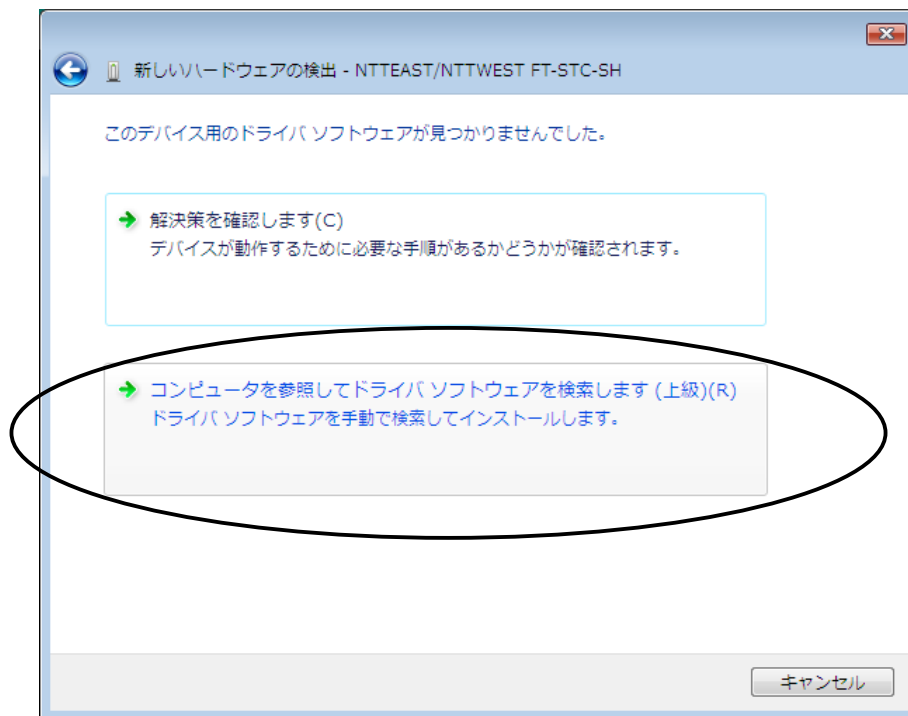 新しいハードウェアの検出 - NTTEAST/NTTWEST FT-STC-SH
このデバイス用のドライバ ソフトウェアが見つかりませんでした。
解決策を確認します(C)
デバイスが動作するために必要な手順があるかどうかが確認されます。
コンピュータを参照してドライバ ソフトウェアを検索します (上級)(R)
ドライバ ソフトウェアを手動で検索してインストールします。
キャンセル